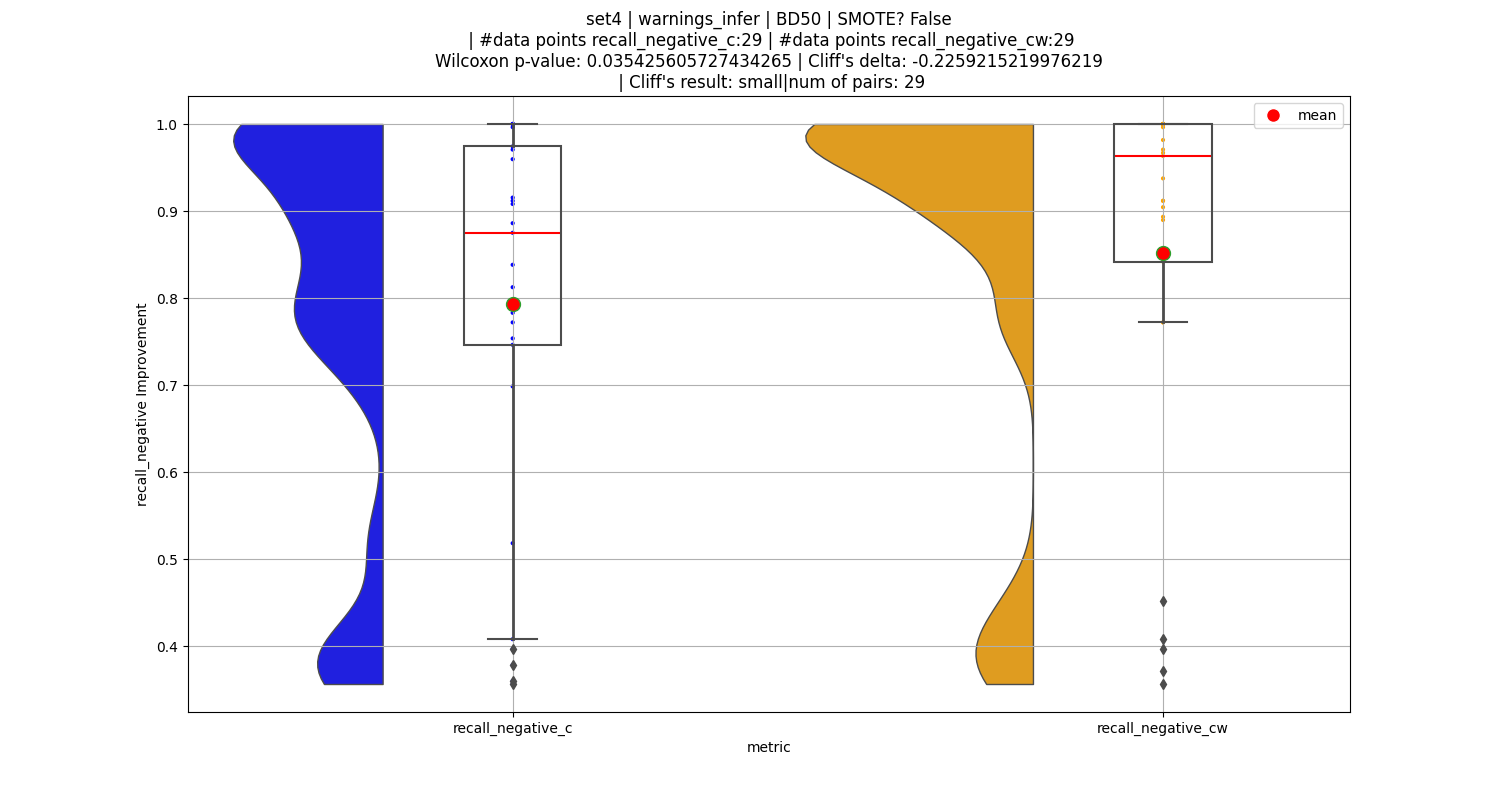 set4 | warnings_infer | BD50 | SMOTE? False
| #data points recall_negative_c:29 | #data points recall_negative_cw:29
Wilcoxon p-value: 0.035425605727434265 | Cliff's delta: -0.2259215219976219
| Cliff's result: small|num of pairs: 29
mean
1.0
0.9
0.8
0.7
0.6
0.5
0.4
recall_negative Improvement
recall_negative_c
recall_negative_cw
metric